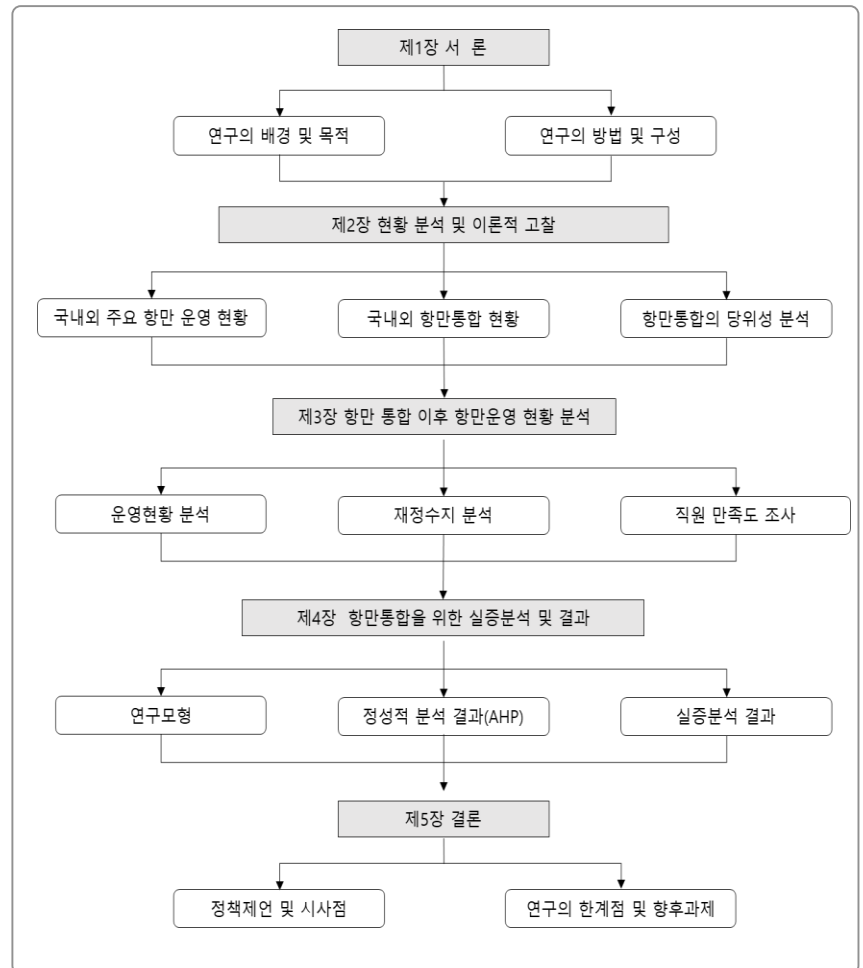 제1장 서  론
연구의 배경 및 목적
연구의 방법 및 구성
제2장 현황 분석 및 이론적 고찰
국내외 주요 항만 운영 현황
국내외 항만통합 현황
항만통합의 당위성 분석
제3장 항만 통합 이후 항만운영 현황 분석
운영현황 분석
재정수지 분석
직원 만족도 조사
제4장  항만통합을 위한 실증분석 및 결과
연구모형
정성적 분석 결과(AHP)
실증분석 결과
제5장 결론
정책제언 및 시사점
연구의 한계점 및 향후과제